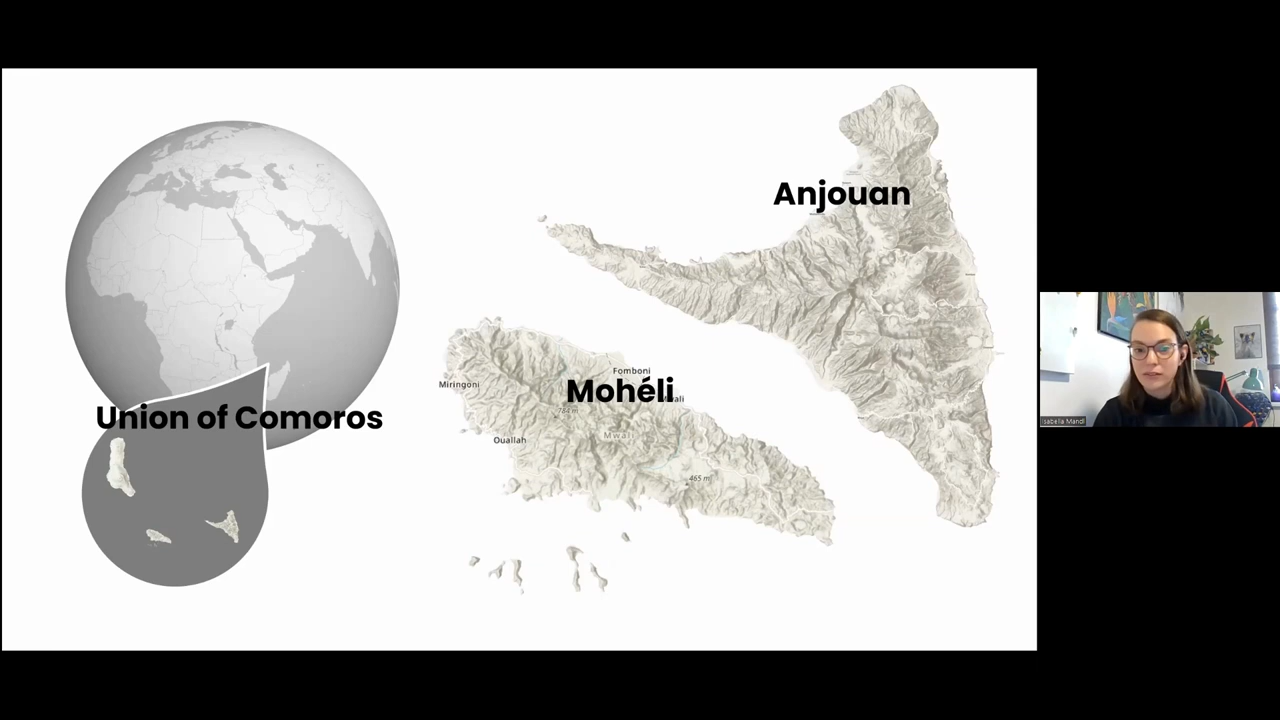 Anjouan
Fomboni
Miringoni
Mohéli
784 m
Union of Comoros
Mwali
Ouallah
465 m
Isabella Mandl